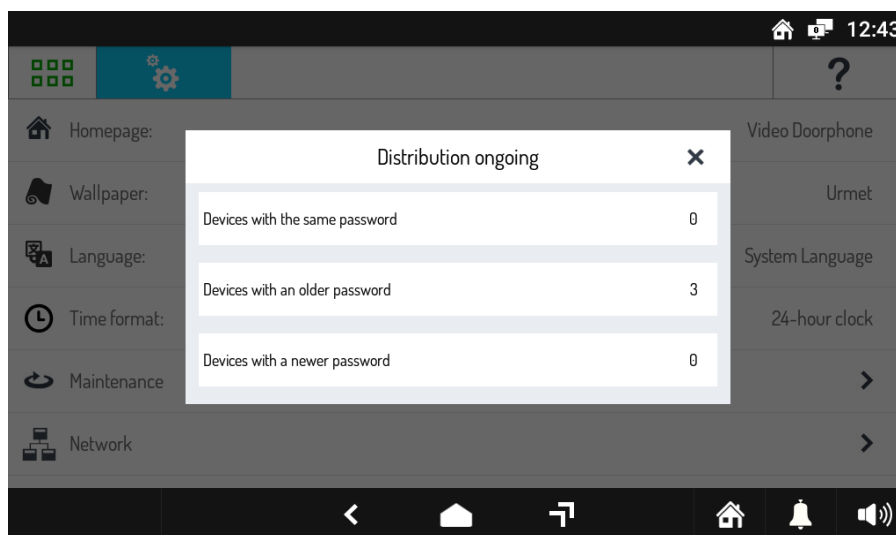 12:43
?
Homepage:
Video Doorphone
Distribution ongoing
Wallpaper:
Urmet
Devices with the same password 0
Language:
System Language
Devices with an older password 3
Time format:
24-hour clock
Devices with a newer password 0
Maintenance
Network